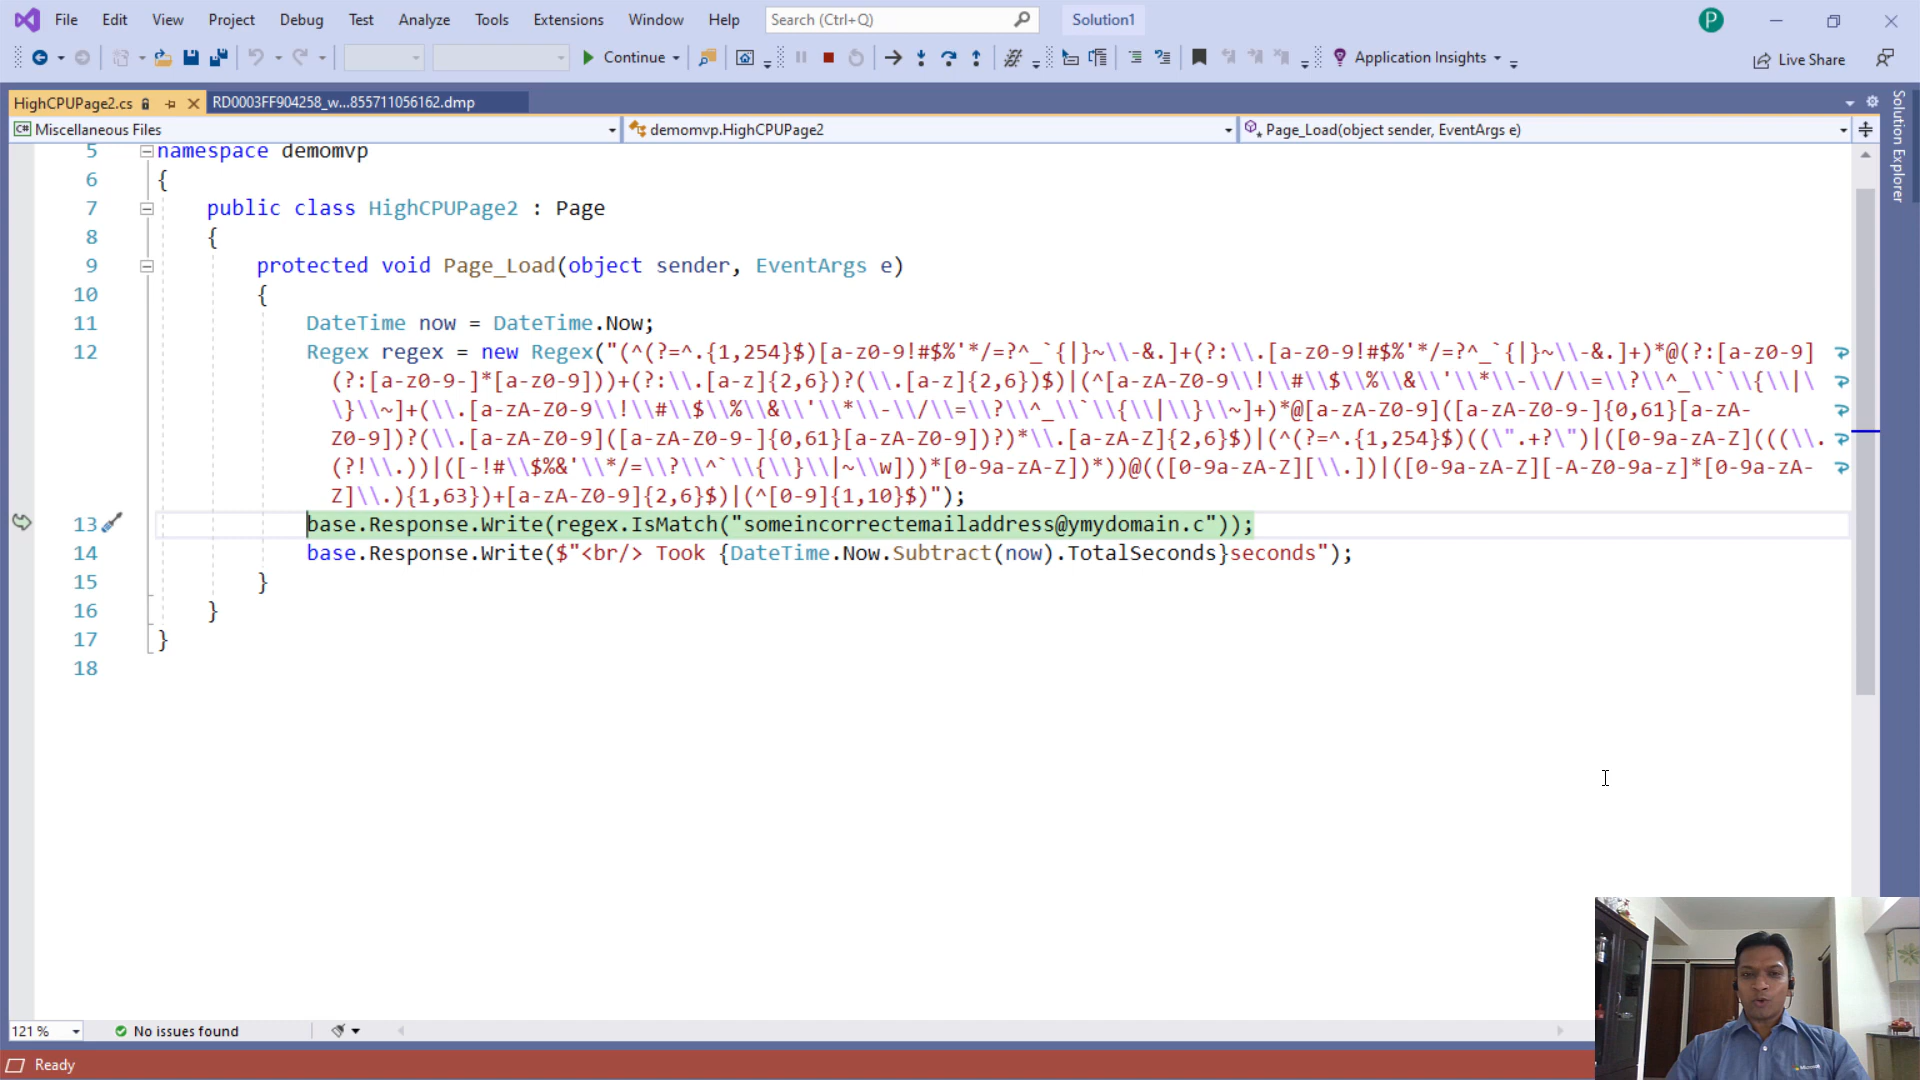 File Edit View Project Debug Test Analyze Tools Extensions Window Help Search (Ctrl+Q) Solution1 P
Continue Application Insights Live Share
HighCPUPage2.cs RD0003FF904258_w...855711056162.dmp
C# Miscellaneous Files demomvp.HighCPUPage2 Page_Load(object sender, EventArgs e)
Solution Explorer
5 namespace demomvp
6 {
7 public class HighCPUPage2 : Page
8 {
9 protected void Page_Load(object sender, EventArgs e)
10 {
11 DateTime now = DateTime.Now;
12 Regex regex = new Regex("(^(?=^.{1,254}$)[a-z0-9!#$%'*/=?^_`{|}~\\-&.]+(?:\\.[a-z0-9!#$%'*/=?^_`{|}~\\-&.]+)*@(?:[a-z0-9]
(?:[a-z0-9-]*[a-z0-9]))+(?:\\.[a-z]{2,6})?(\\.[a-z]{2,6})$)|(^[a-zA-Z0-9\\!\\#\\$\\%\\&\\'\\*\\-\\/\\=\\?\\^_\\`\\{\\|\
\}\\~]+(\\.[a-zA-Z0-9\\!\\#\\$\\%\\&\\'\\*\\-\\/\\=\\?\\^_\\`\\{\\|\\}\\~]+)*@[a-zA-Z0-9]([a-zA-Z0-9-]{0,61}[a-zA-
Z0-9])?(\\.[a-zA-Z0-9]([a-zA-Z0-9-]{0,61}[a-zA-Z0-9])?)*\\.[a-zA-Z]{2,6}$)|(^(?=^.{1,254}$)((\".+?\")|([0-9a-zA-Z](((\\.
(?!\\.))|([-!#\\$%&'\\*/=\\?\\^`\\{\\}\\|~\\w]))*[0-9a-zA-Z])*))@(([0-9a-zA-Z][\\.])|([0-9a-zA-Z][-A-Z0-9a-z]*[0-9a-zA-
Z]\\.){1,63})+[a-zA-Z0-9]{2,6}$)|(^[0-9]{1,10}$)");
13 base.Response.Write(regex.IsMatch("someincorrectemailaddress@ymydomain.c"));
14 base.Response.Write($"<br/> Took {DateTime.Now.Subtract(now).TotalSeconds}seconds");
15 }
16 }
17 }
18
121 % No issues found
Ready
Microsoft